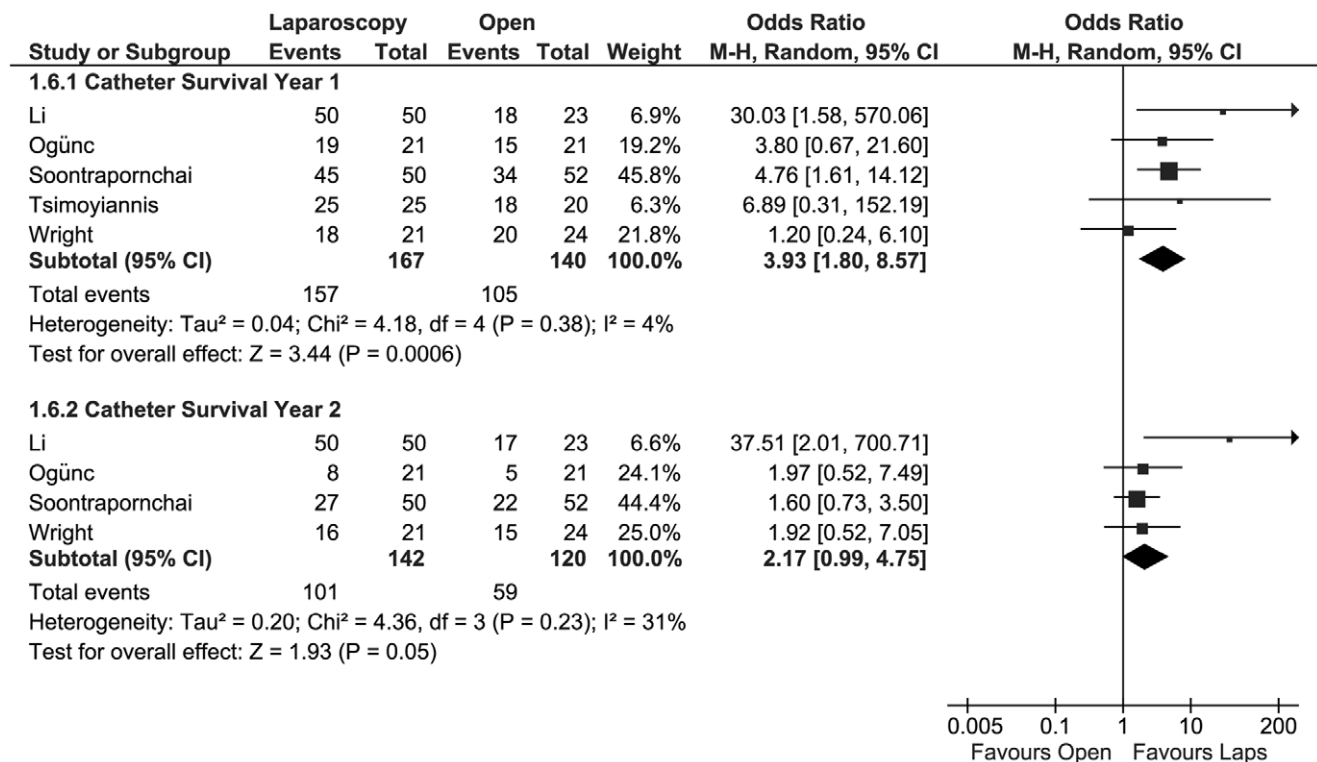 Laparoscopy Open Odds Ratio Odds Ratio
Study or Subgroup Events Total Events Total Weight M-H, Random, 95% CI M-H, Random, 95% CI
1.6.1 Catheter Survival Year 1
Li 50 50 18 23 6.9% 30.03 [1.58, 570.06]
Ogünc 19 21 15 21 19.2% 3.80 [0.67, 21.60]
Soontrapornchai 45 50 34 52 45.8% 4.76 [1.61, 14.12]
Tsimoyiannis 25 25 18 20 6.3% 6.89 [0.31, 152.19]
Wright 18 21 20 24 21.8% 1.20 [0.24, 6.10]
Subtotal (95% CI) 167 140 100.0% 3.93 [1.80, 8.57]
Total events 157 105
Heterogeneity: Tau² = 0.04; Chi² = 4.18, df = 4 (P = 0.38); I² = 4%
Test for overall effect: Z = 3.44 (P = 0.0006)
1.6.2 Catheter Survival Year 2
Li 50 50 17 23 6.6% 37.51 [2.01, 700.71]
Ogünc 8 21 5 21 24.1% 1.97 [0.52, 7.49]
Soontrapornchai 27 50 22 52 44.4% 1.60 [0.73, 3.50]
Wright 16 21 15 24 25.0% 1.92 [0.52, 7.05]
Subtotal (95% CI) 142 120 100.0% 2.17 [0.99, 4.75]
Total events 101 59
Heterogeneity: Tau² = 0.20; Chi² = 4.36, df = 3 (P = 0.23); I² = 31%
Test for overall effect: Z = 1.93 (P = 0.05)
0.005 0.1 1 10 200
Favours Open Favours Laps